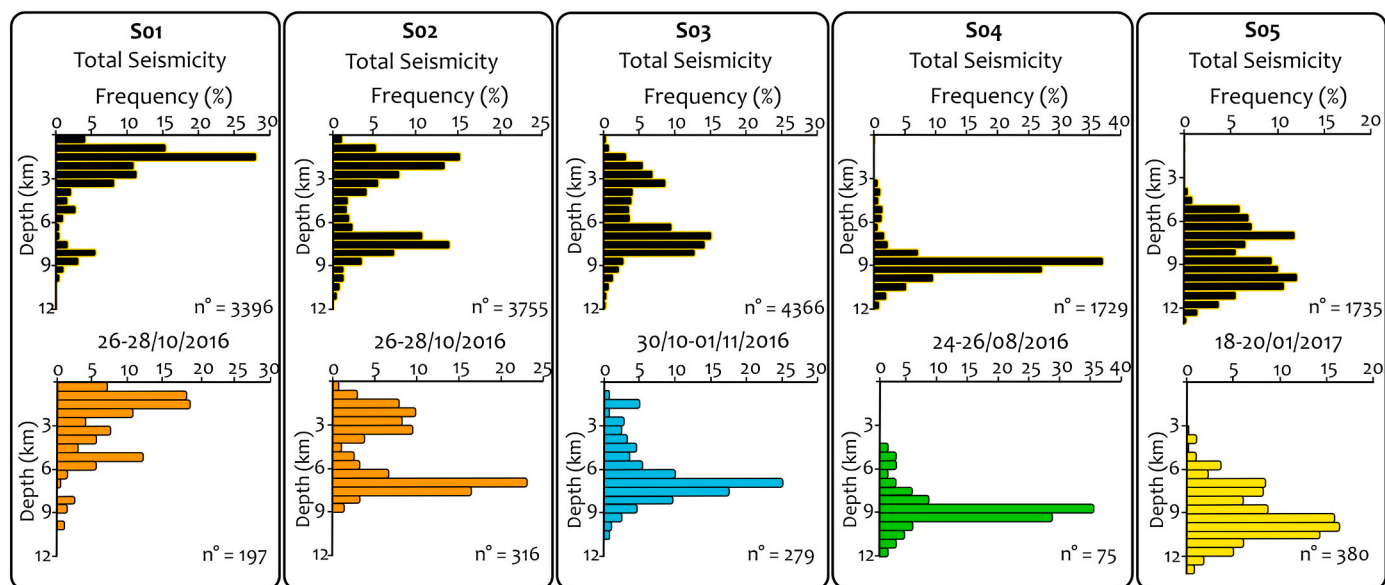 S01
Total Seismicity
Frequency (%)
0 5 10 15 20 25 30
Depth (km)
3
6
9
12
n° = 3396
26-28/10/2016
0 5 10 15 20 25 30
Depth (km)
3
6
9
12
n° = 197
S02
Total Seismicity
Frequency (%)
0 5 10 15 20 25
Depth (km)
3
6
9
12
n° = 3755
26-28/10/2016
0 5 10 15 20 25
Depth (km)
3
6
9
12
n° = 316
S03
Total Seismicity
Frequency (%)
0 5 10 15 20 25 30
Depth (km)
3
6
9
12
n° = 4366
30/10-01/11/2016
0 5 10 15 20 25 30
Depth (km)
3
6
9
12
n° = 279
S04
Total Seismicity
Frequency (%)
0 5 10 15 20 25 30 35 40
Depth (km)
3
6
9
12
n° = 1729
24-26/08/2016
0 5 10 15 20 25 30 35 40
Depth (km)
3
6
9
12
n° = 75
S05
Total Seismicity
Frequency (%)
0 5 10 15 20
Depth (km)
3
6
9
12
n° = 1735
18-20/01/2017
0 5 10 15 20
Depth (km)
3
6
9
12
n° = 380